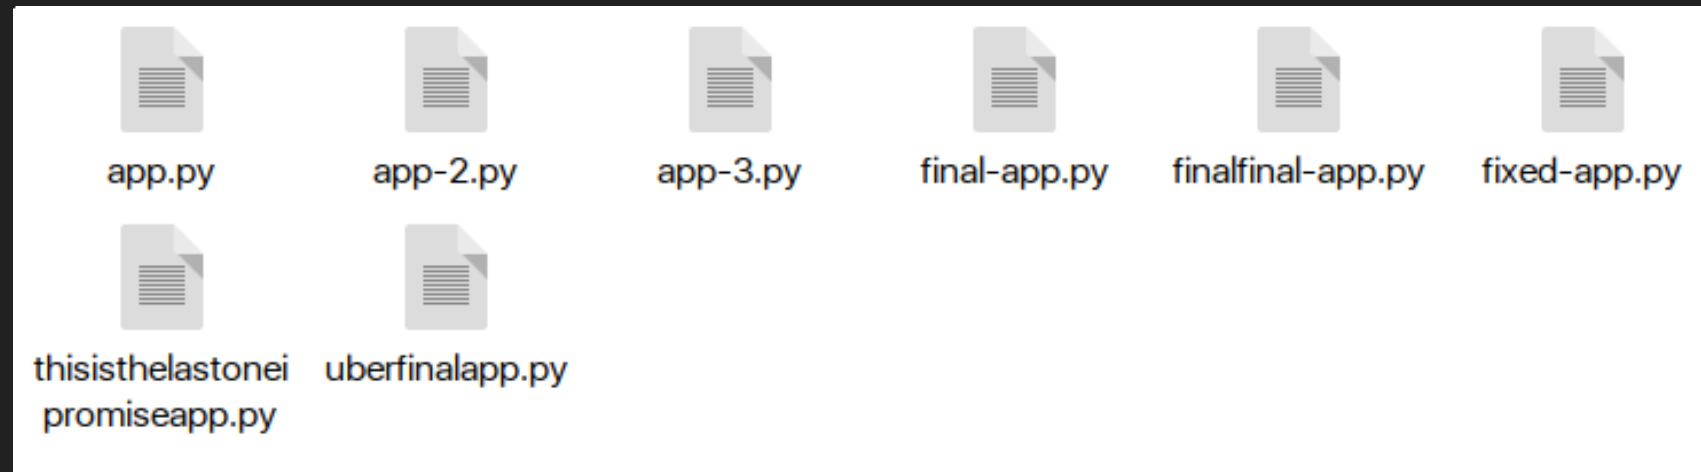 app.py
app-2.py
app-3.py
final-app.py
finalfinal-app.py
fixed-app.py
thisisthelastonei
promiseapp.py
uberfinalapp.py